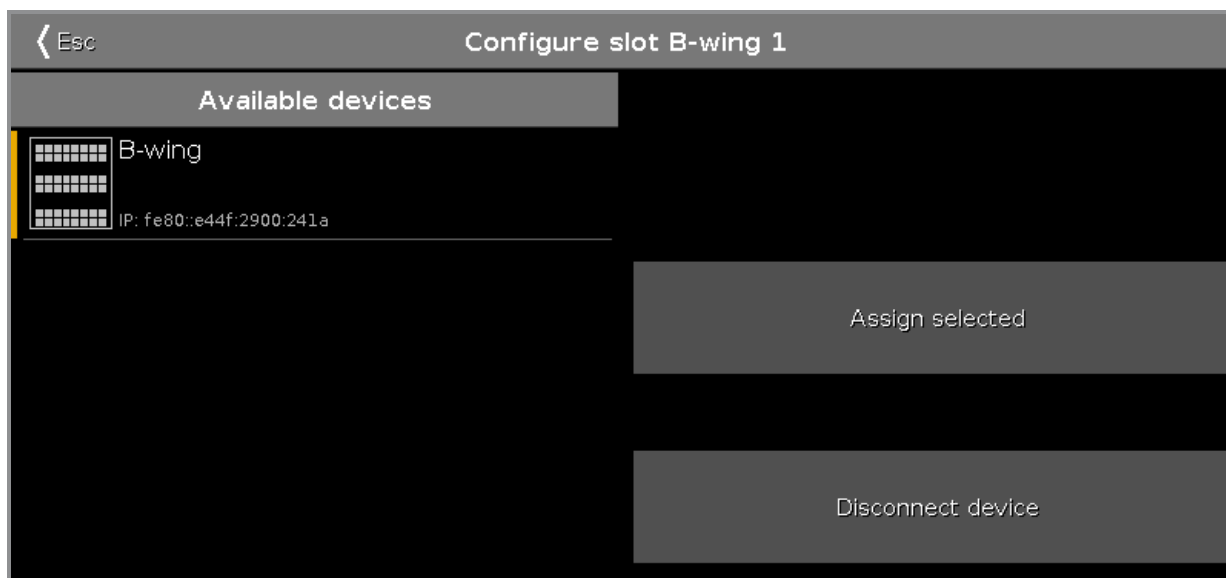 Esc
Configure slot B-wing 1
Available devices
B-wing
IP: fe80::e44f:2900:241a
Assign selected
Disconnect device